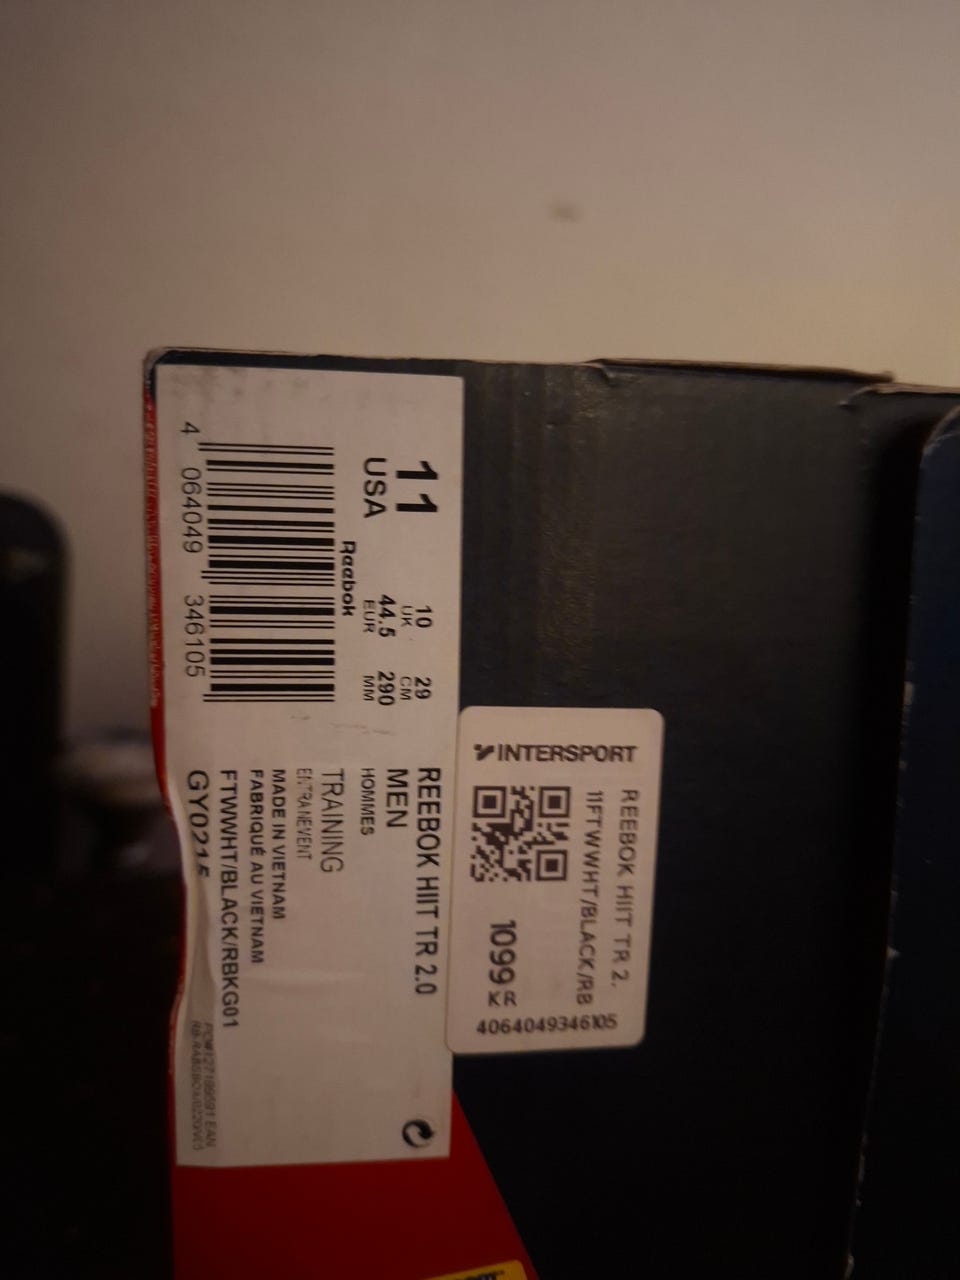 11
USA
10
UK
29
CM
44.5
EUR
290
MM
Reebok
4 064049 346105
REEBOK HIIT TR 2.0
MEN
HOMMES
TRAINING
MADE IN VIETNAM
FABRIQUÉ AU VIETNAM
FTWWHT/BLACK/RBKG01
GY0215
INTERSPORT
REEBOK HIIT TR 2.
11FTWWHT/BLACK/RB
1099 KR
4064049346105